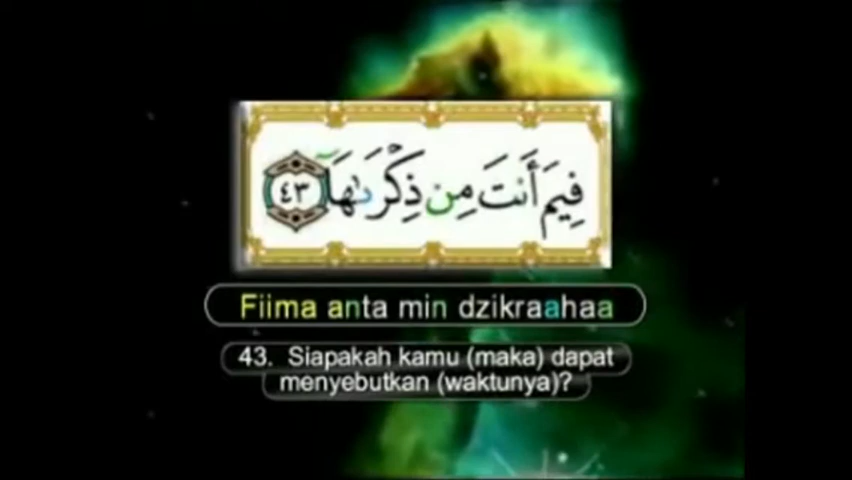 فِيمَ أَنتَ مِن ذِكْرَىٰهَآ ٤٣
Fiima anta min dzikraahaa
43. Siapakah kamu (maka) dapat
menyebutkan (waktunya)?